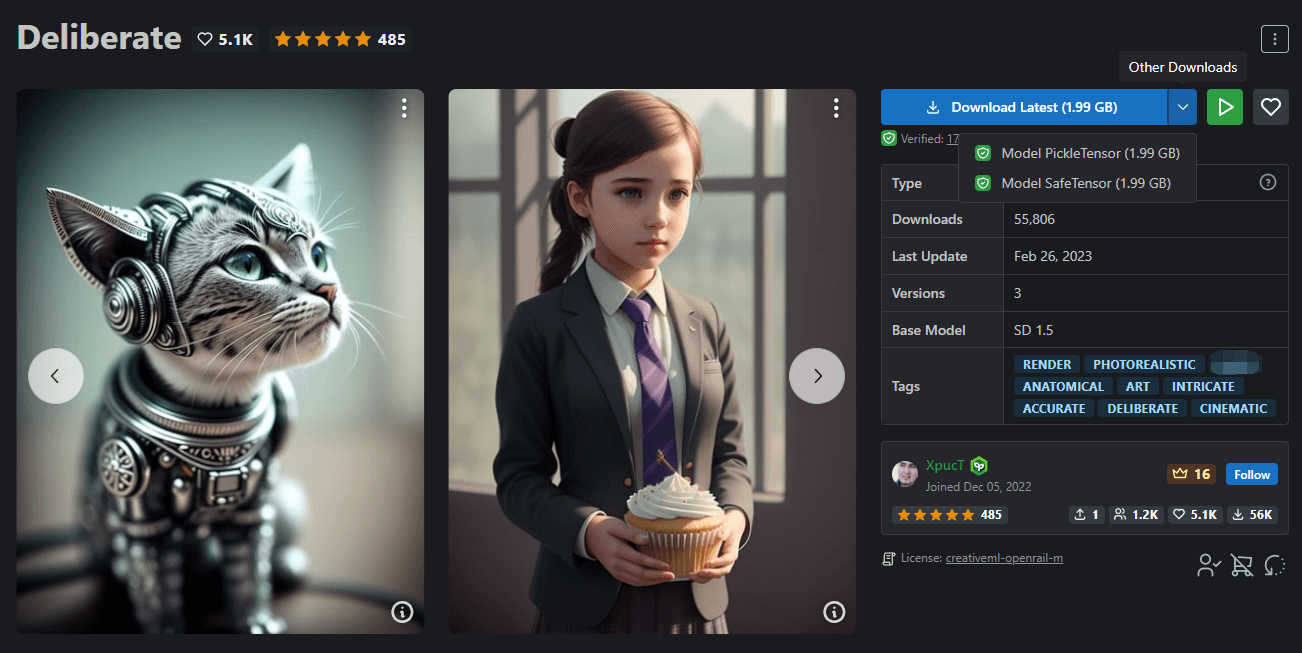 Deliberate 5.1K 485
Other Downloads
Download Latest (1.99 GB)
Verified: 17
Model PickleTensor (1.99 GB)
Model SafeTensor (1.99 GB)
Type
Downloads 55,806
Last Update Feb 26, 2023
Versions 3
Base Model SD 1.5
Tags
RENDER PHOTOREALISTIC
ANATOMICAL ART INTRICATE
ACCURATE DELIBERATE CINEMATIC
XpucT 16 Follow
Joined Dec 05, 2022
485 1 1.2K 5.1K 56K
License: creativeml-openrail-m